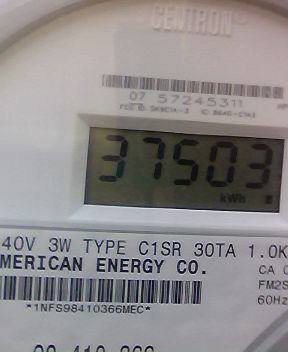 CENTRON
07 57245311
37503
kWh
40V 3W TYPE C1SR 30TA 1.0K
MERICAN ENERGY CO.
CA 0
FM2S
60Hz
*1NFS98410366MEC*